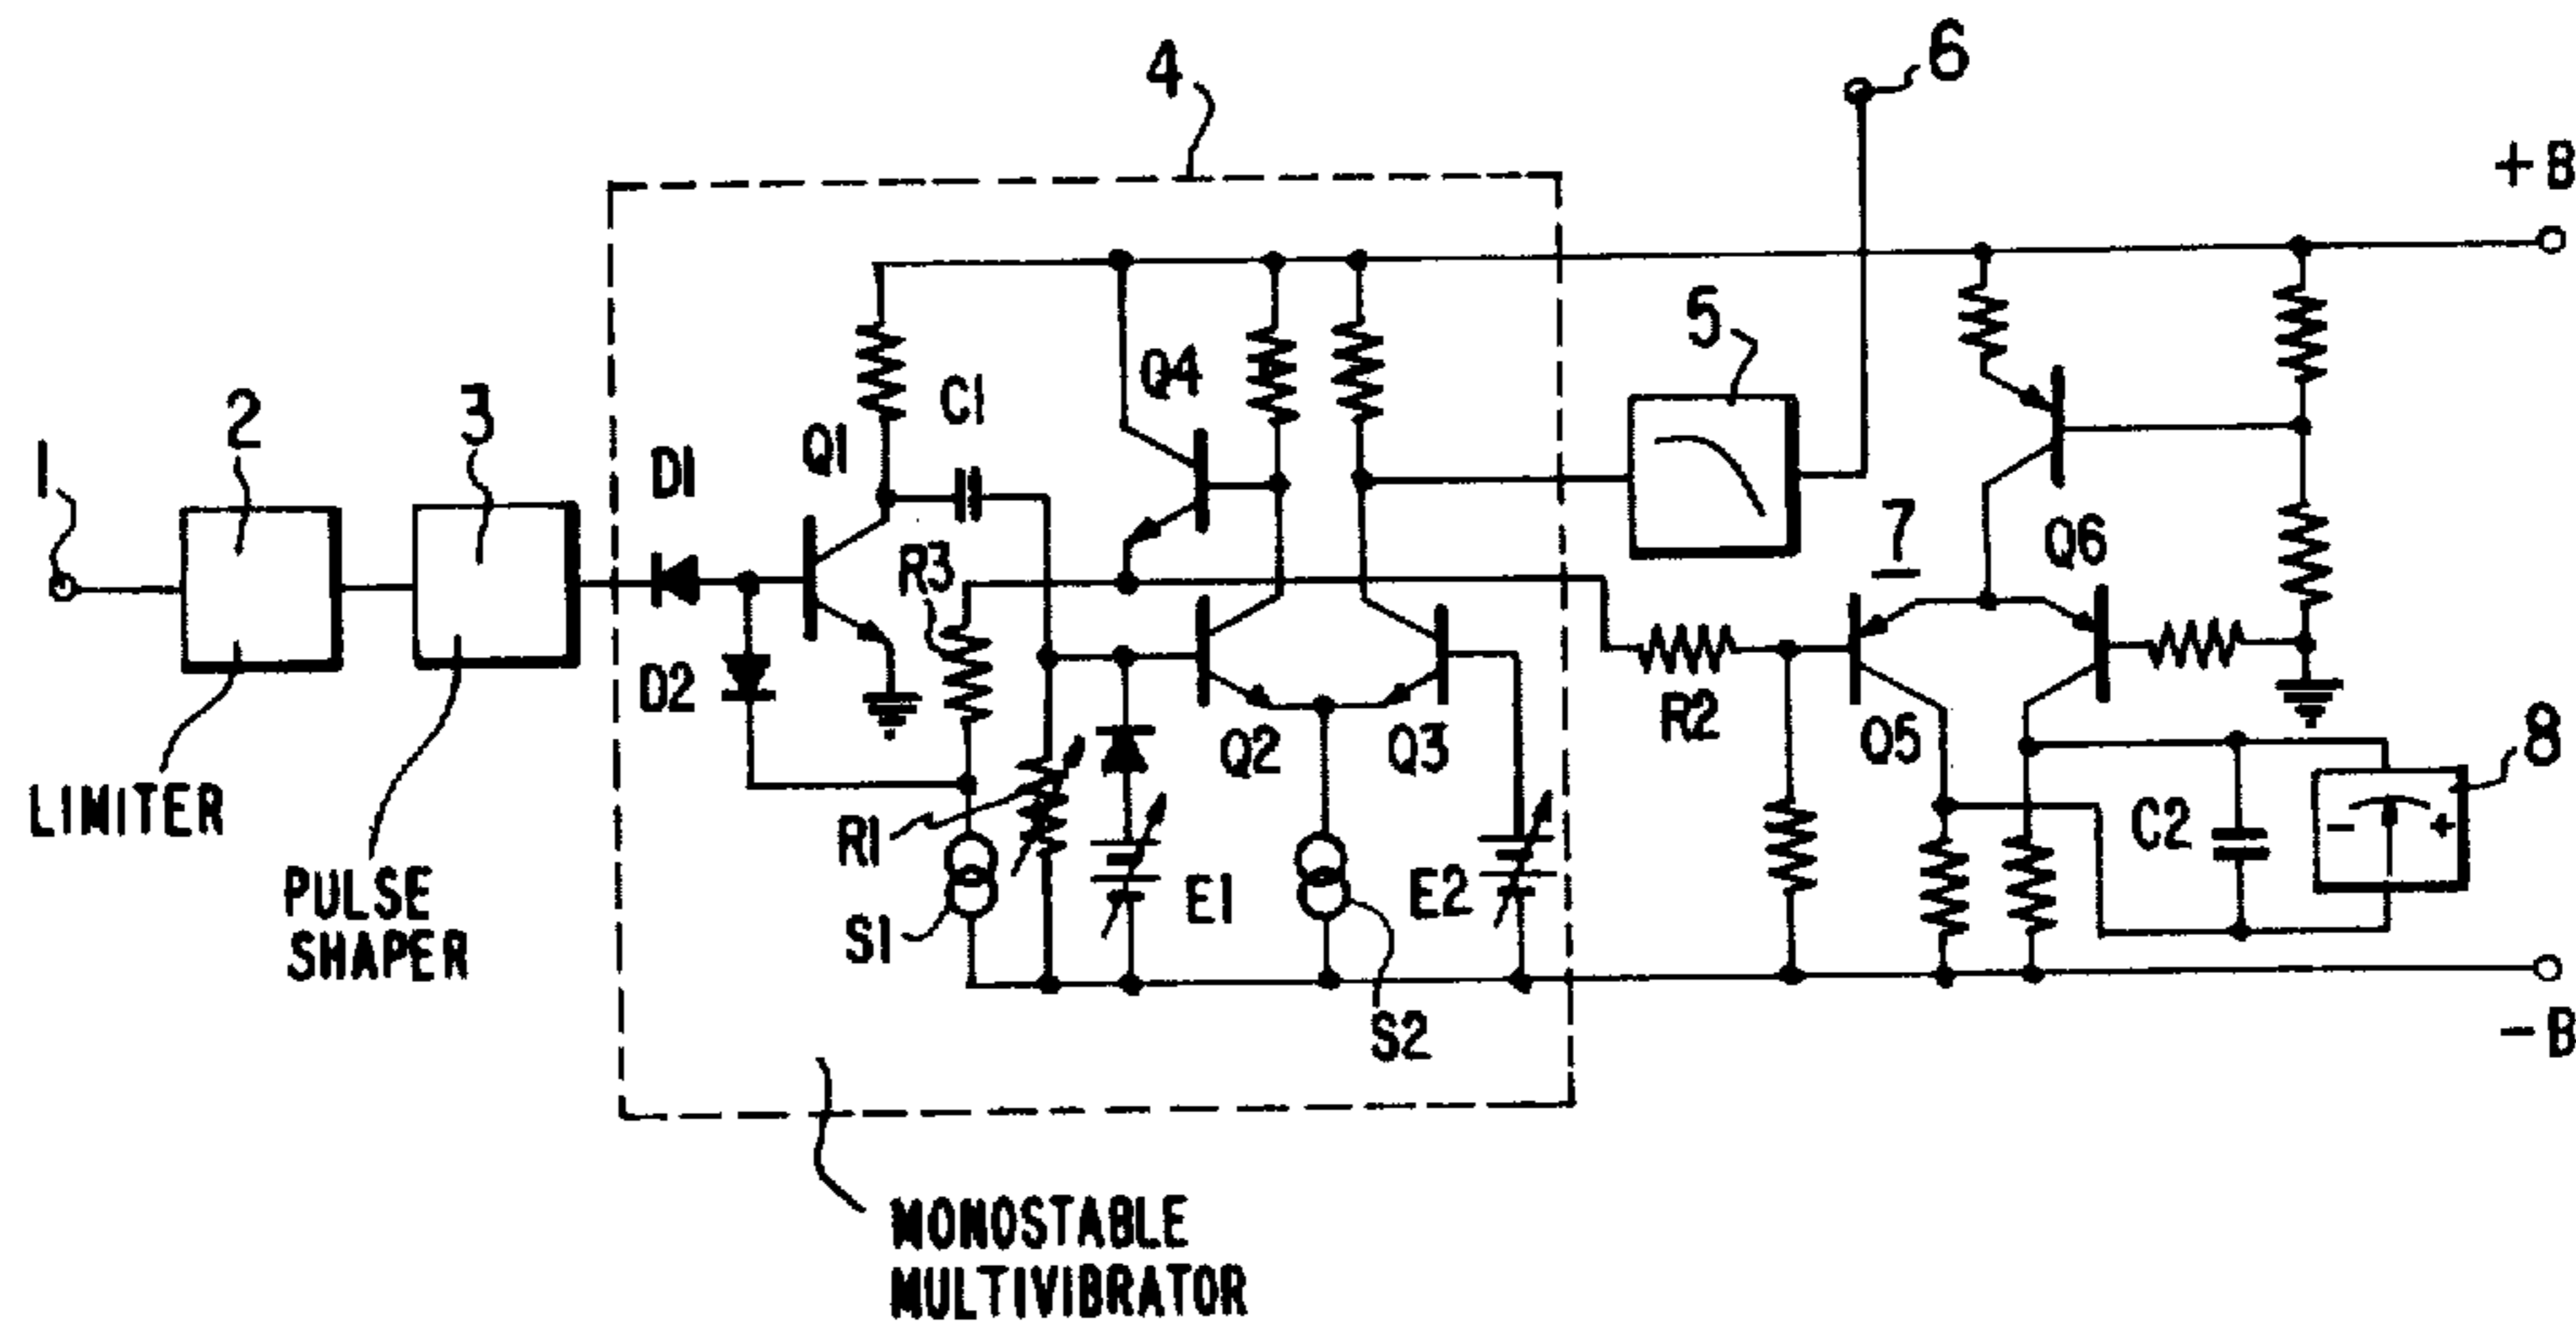 4
6
+B
5
2
3
1
D1
Q1
C1
Q4
R3
7
Q6
D2
R1
S1
E1
Q2
Q3
E2
S2
R2
Q5
C2
8
-
+
LIMITER
PULSE
SHAPER
-B
MONOSTABLE
MULTIVIBRATOR